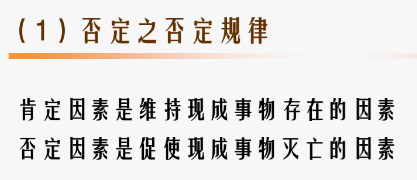 (1) 否定之否定规律
肯定因素是维持现成事物存在的因素
否定因素是促使现成事物灭亡的因素